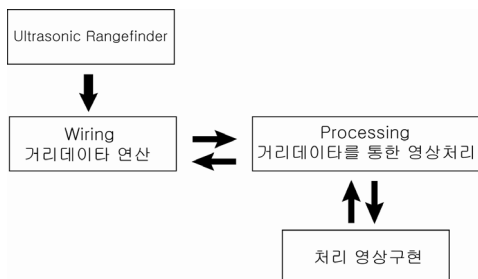 Ultrasonic Rangefinder
Wiring
거리데이타 연산
Processing
거리데이타를 통한 영상처리
처리 영상구현